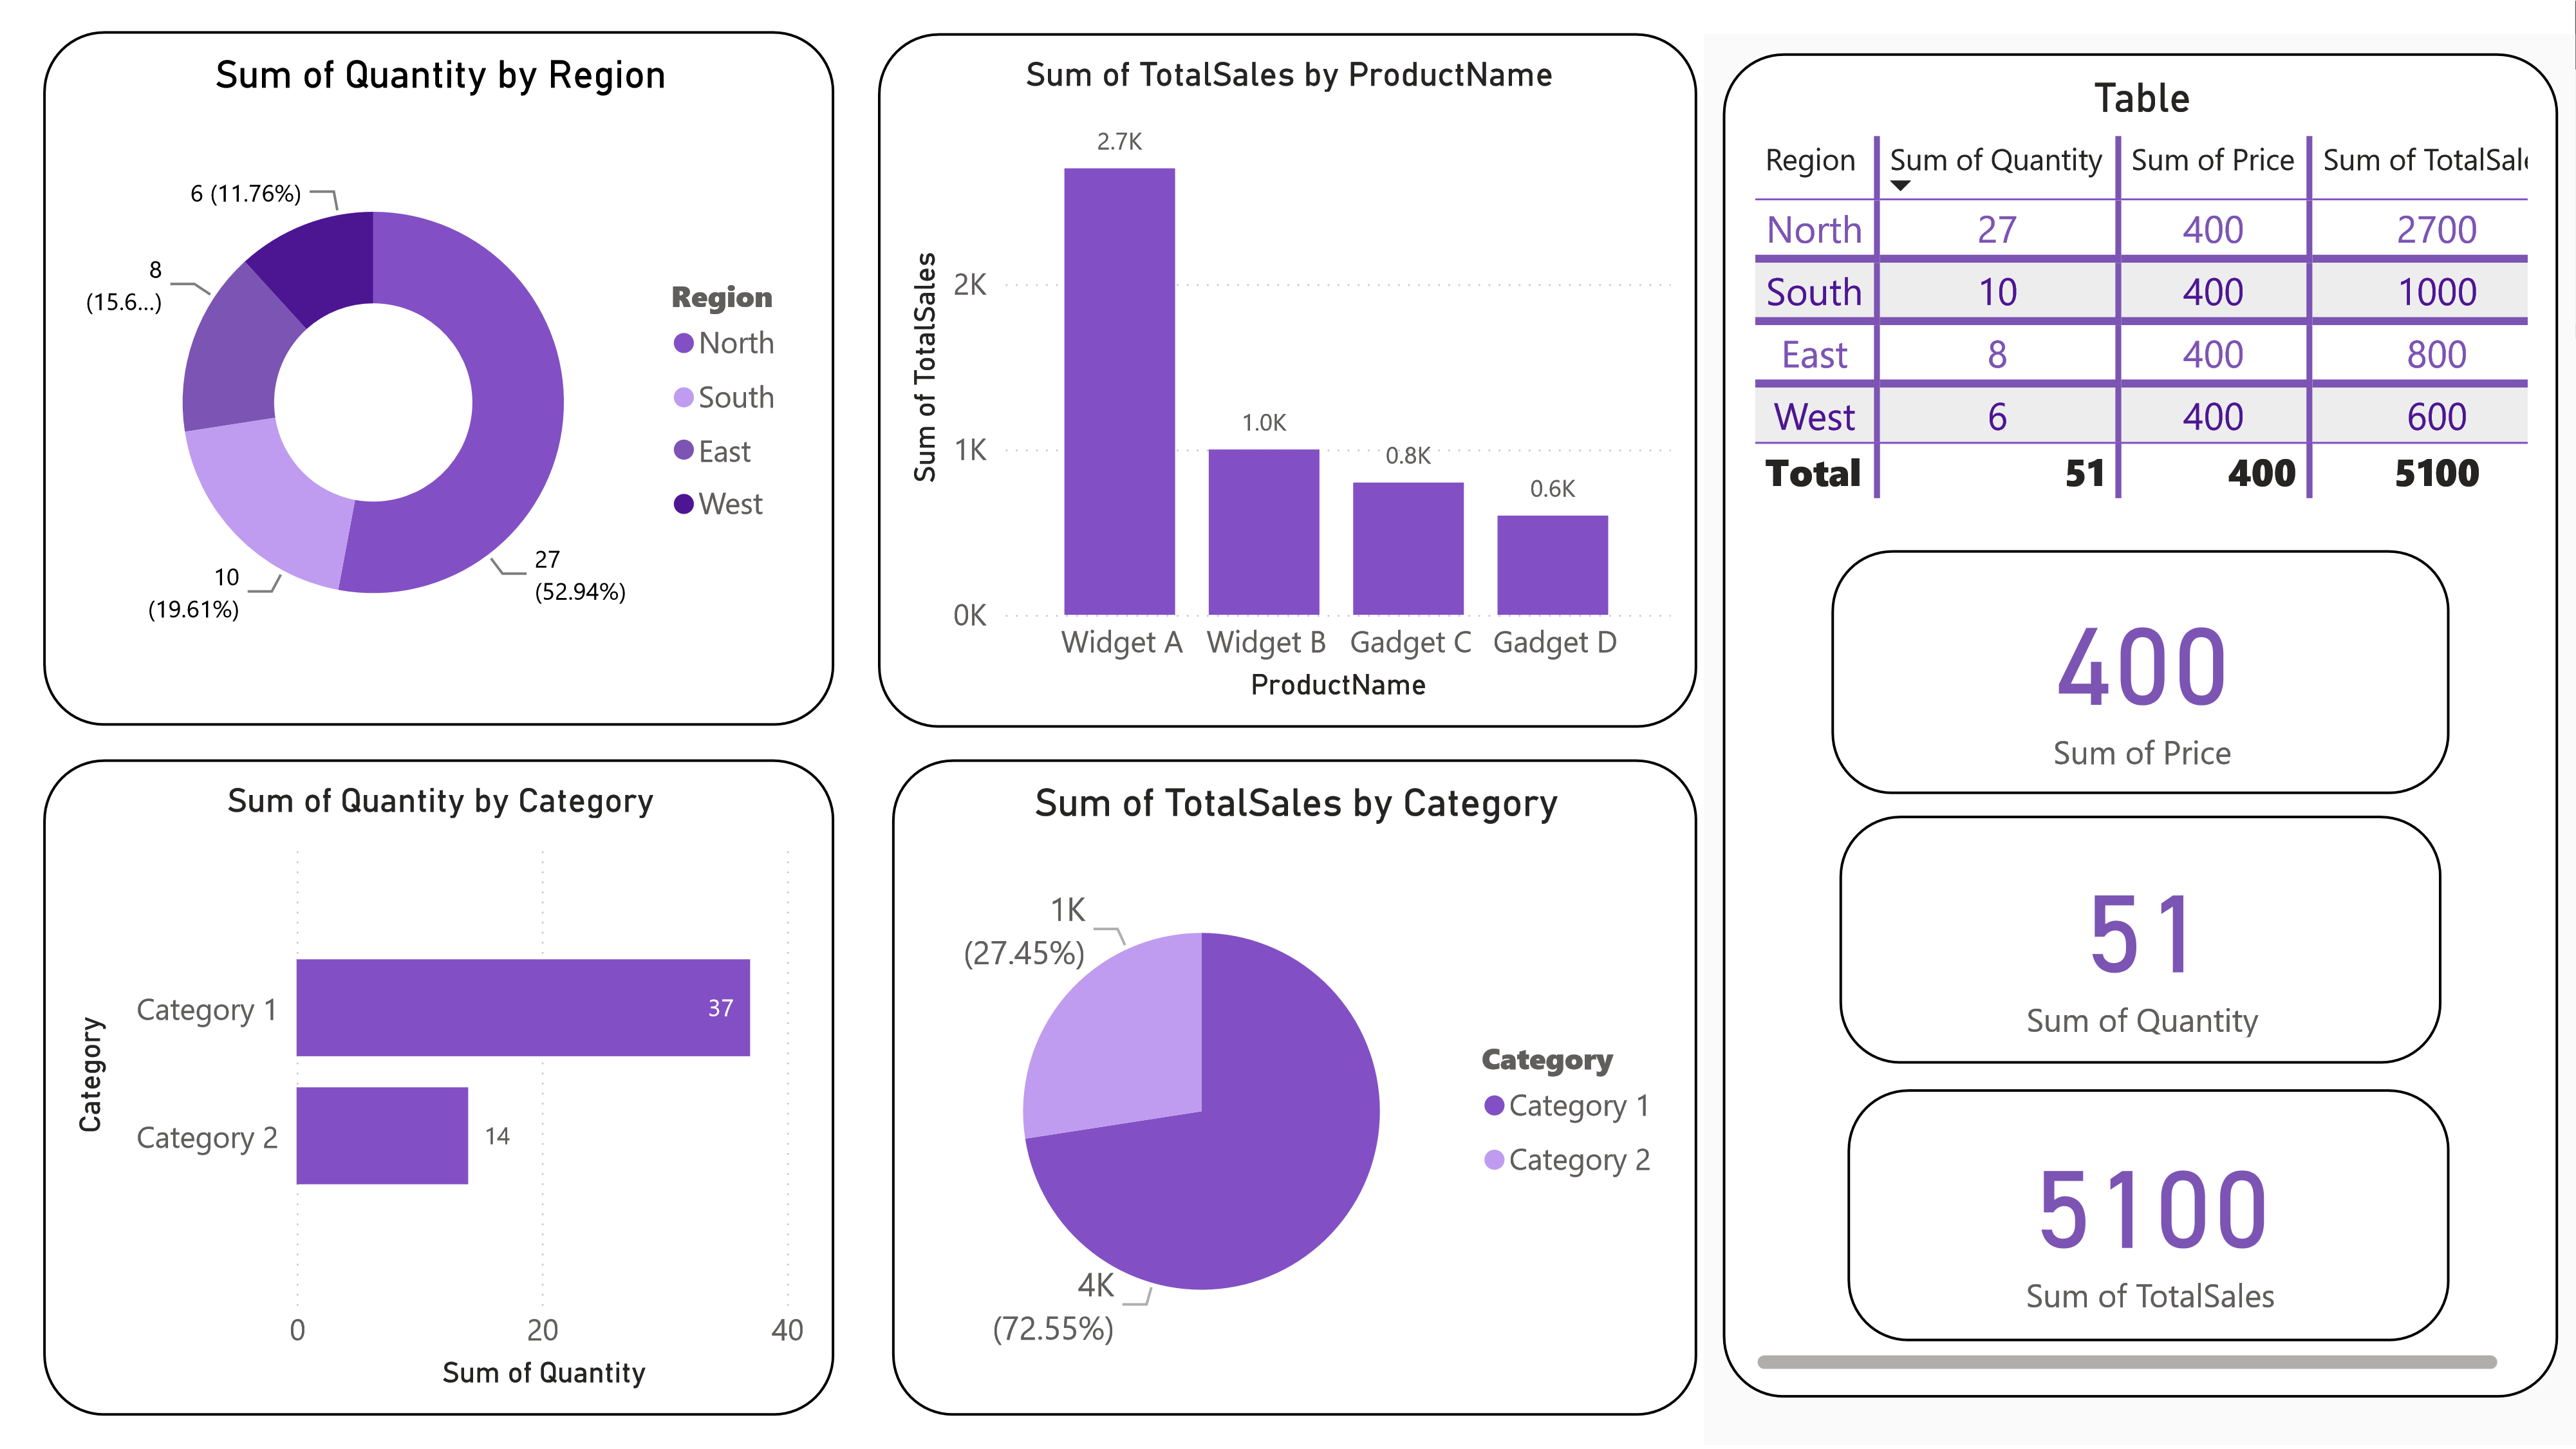 Sum of Quantity by Region
6 (11.76%)
8
(15.6...)
10
(19.61%)
27
(52.94%)
Region
North
South
East
West
Sum of TotalSales by ProductName
Sum of TotalSales
2K
1K
0K
2.7K
1.0K
0.8K
0.6K
Widget A Widget B Gadget C Gadget D
ProductName
Table
Region Sum of Quantity Sum of Price Sum of TotalSale
North 27 400 2700
South 10 400 1000
East 8 400 800
West 6 400 600
Total 51 400 5100
400
Sum of Price
51
Sum of Quantity
5100
Sum of TotalSales
Sum of Quantity by Category
Category
Category 1 37
Category 2 14
0 20 40
Sum of Quantity
Sum of TotalSales by Category
1K
(27.45%)
4K
(72.55%)
Category
Category 1
Category 2